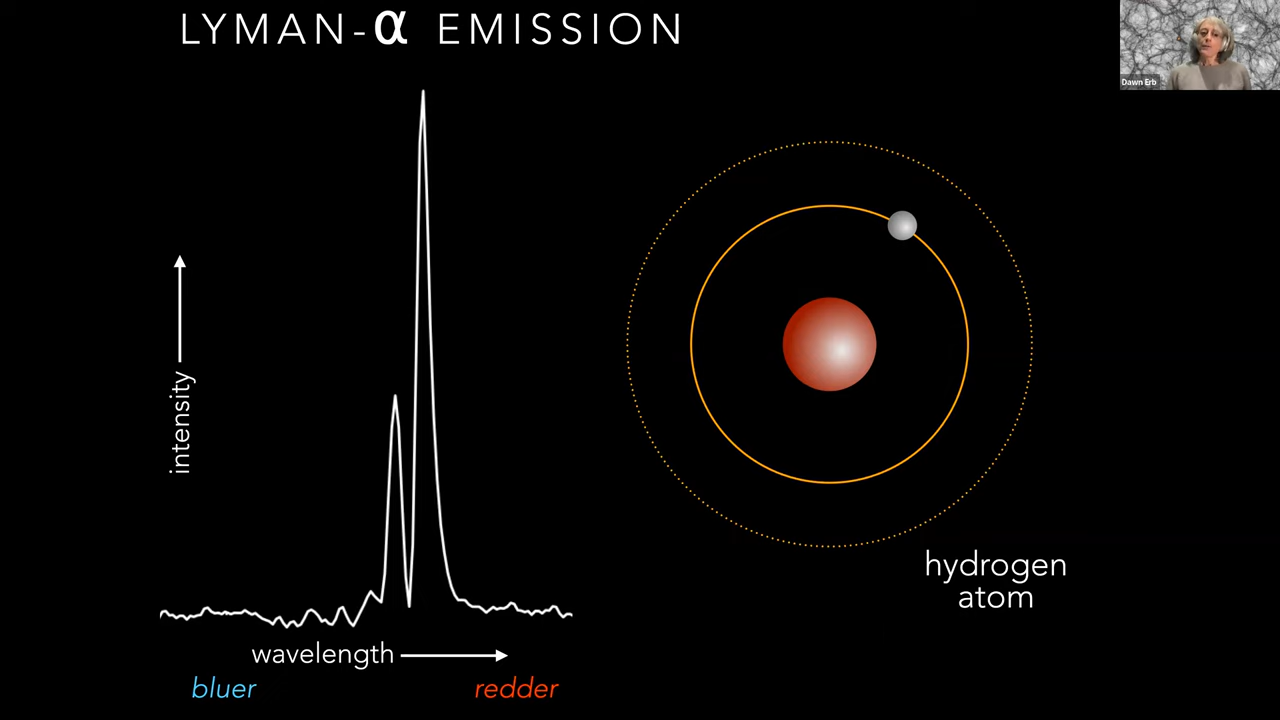 LYMAN-α EMISSION
Dawn Erb
intensity
hydrogen
atom
wavelength
bluer
redder